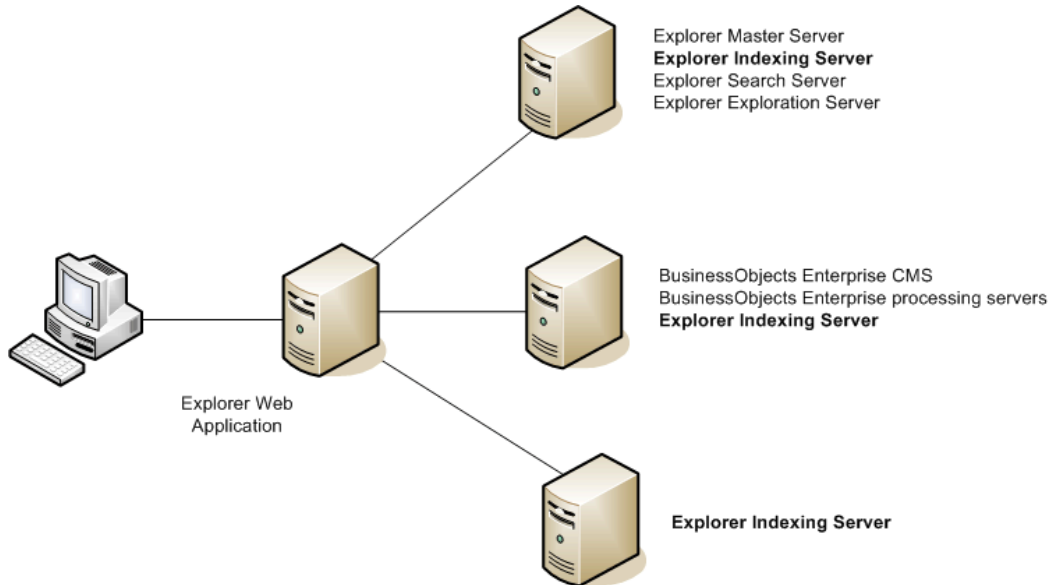 Explorer Master Server
Explorer Indexing Server
Explorer Search Server
Explorer Exploration Server
BusinessObjects Enterprise CMS
BusinessObjects Enterprise processing servers
Explorer Indexing Server
Explorer Web
Application
Explorer Indexing Server